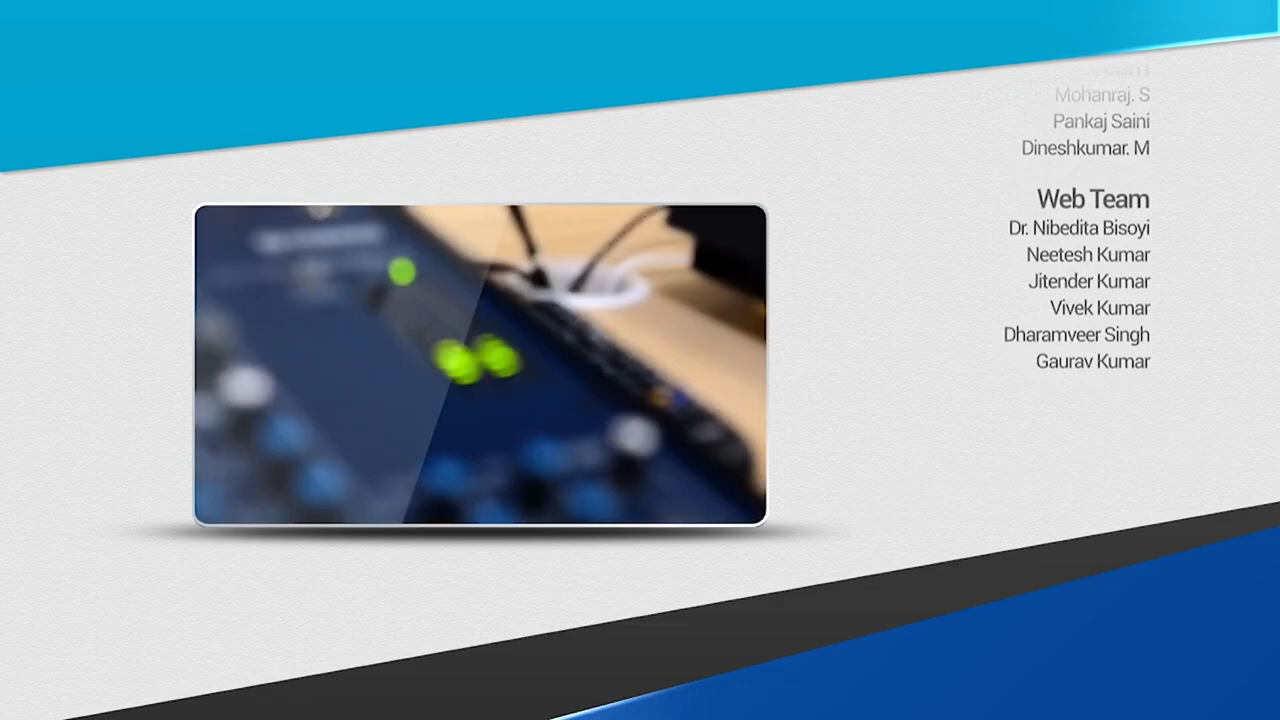 Mohanraj. S
Pankaj Saini
Dineshkumar. M
Web Team
Dr. Nibedita Bisoyi
Neetesh Kumar
Jitender Kumar
Vivek Kumar
Dharamveer Singh
Gaurav Kumar